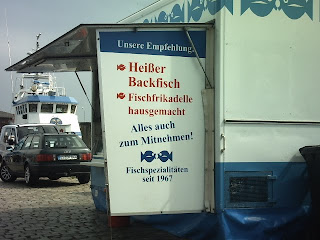 Unsere Empfehlung:
Heißer
Backfisch
Fischfrikadelle
hausgemacht
Alles auch
zum Mitnehmen!
Fischspezialitäten
seit 1967